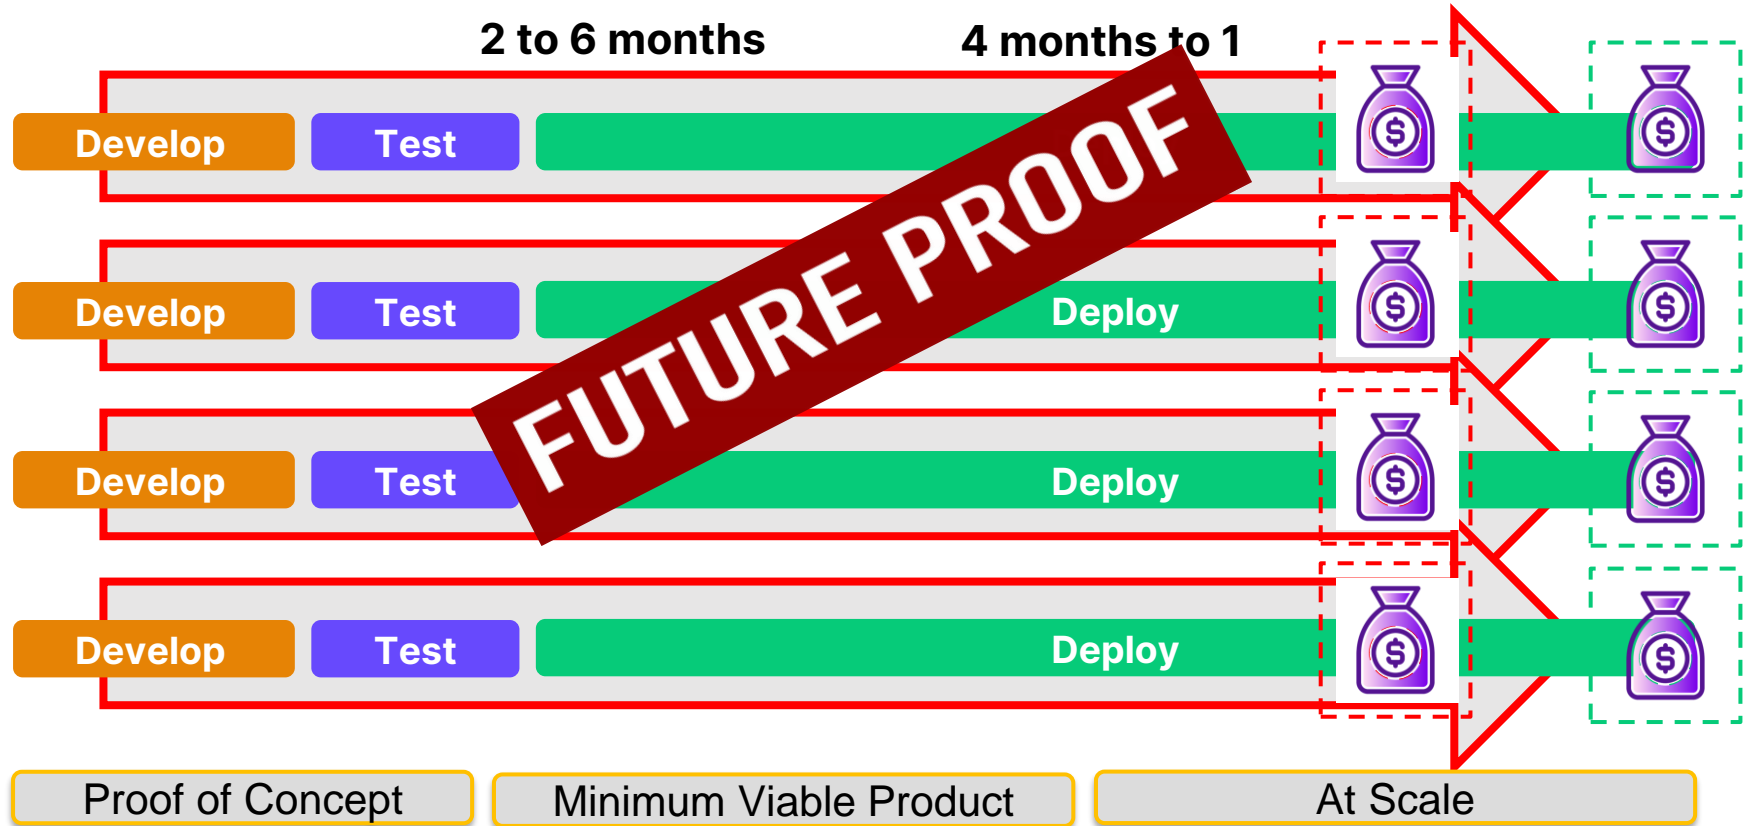 2 to 6 months
4 months to 1
Develop
Test
FUTURE PROOF
Develop
Test
Deploy
Develop
Test
Deploy
Develop
Test
Deploy
$
$
$
$
$
$
$
$
Proof of Concept
Minimum Viable Product
At Scale